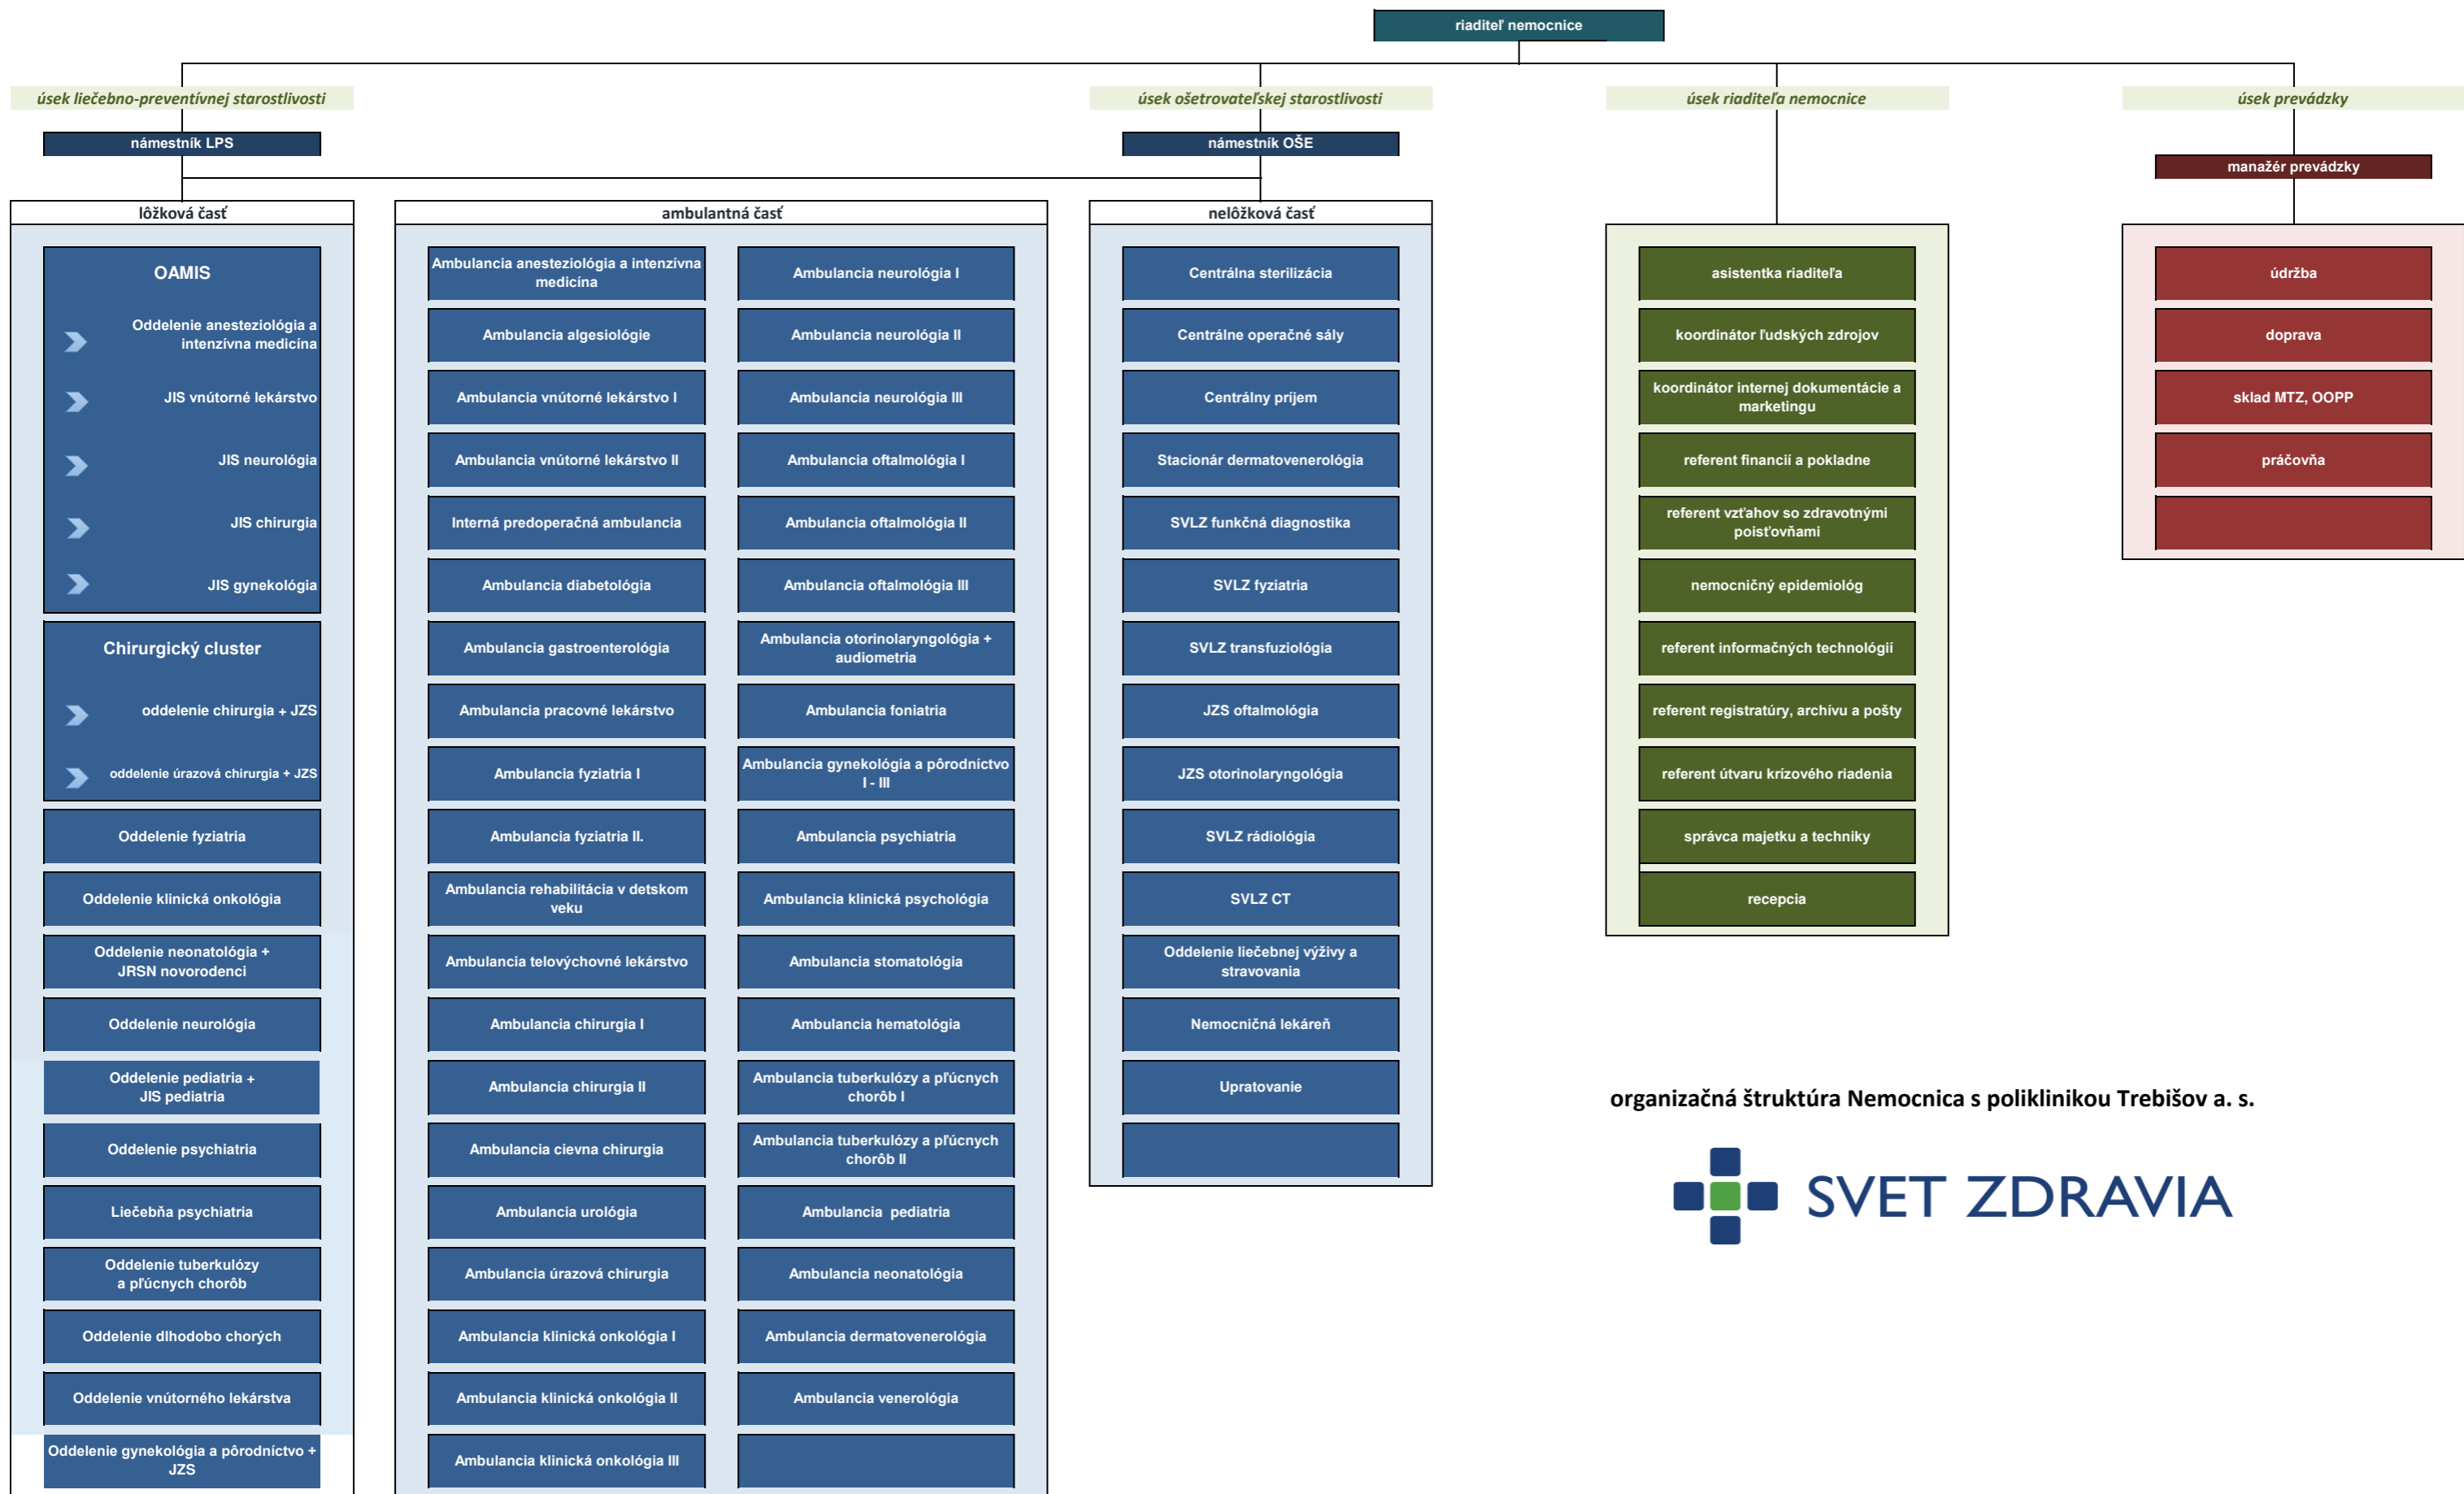 riaditeľ nemocnice
úsek liečebno-preventívnej starostlivosti
úsek ošetrovateľskej starostlivosti
úsek riaditeľa nemocnice
úsek prevádzky
námestník LPS
námestník OŠE
manažér prevádzky
lôžková časť
ambulantná časť
nelôžková časť
OAMIS
Oddelenie anesteziológia a
intenzívna medicína
JIS vnútorné lekárstvo
JIS neurológia
JIS chirurgia
JIS gynekológia
Chirurgický cluster
oddelenie chirurgia + JZS
oddelenie úrazová chirurgia + JZS
Oddelenie fyziatria
Oddelenie klinická onkológia
Oddelenie neonatológia +
JRSN novorodenci
Oddelenie neurológia
Oddelenie pediatria +
JIS pediatria
Oddelenie psychiatria
Liečebňa psychiatria
Oddelenie tuberkulózy
a pľúcnych chorôb
Oddelenie dlhodobo chorých
Oddelenie vnútorného lekárstva
Oddelenie gynekológia a pôrodníctvo +
JZS
Ambulancia anesteziológia a intenzívna
medicína
Ambulancia algesiológie
Ambulancia vnútorné lekárstvo I
Ambulancia vnútorné lekárstvo II
Interná predoperačná ambulancia
Ambulancia diabetológia
Ambulancia gastroenterológia
Ambulancia pracovné lekárstvo
Ambulancia fyziatria I
Ambulancia fyziatria II.
Ambulancia rehabilitácia v detskom
veku
Ambulancia telovýchovné lekárstvo
Ambulancia chirurgia I
Ambulancia chirurgia II
Ambulancia cievna chirurgia
Ambulancia urológia
Ambulancia úrazová chirurgia
Ambulancia klinická onkológia I
Ambulancia klinická onkológia II
Ambulancia klinická onkológia III
Ambulancia neurológia I
Ambulancia neurológia II
Ambulancia neurológia III
Ambulancia oftalmológia I
Ambulancia oftalmológia II
Ambulancia oftalmológia III
Ambulancia otorinolaryngológia +
audiometria
Ambulancia foniatria
Ambulancia gynekológia a pôrodníctvo
I - III
Ambulancia psychiatria
Ambulancia klinická psychológia
Ambulancia stomatológia
Ambulancia hematológia
Ambulancia tuberkulózy a pľúcnych
chorôb I
Ambulancia tuberkulózy a pľúcnych
chorôb II
Ambulancia  pediatria
Ambulancia neonatológia
Ambulancia dermatovenerológia
Ambulancia venerológia
Centrálna sterilizácia
Centrálne operačné sály
Centrálny príjem
Stacionár dermatovenerológia
SVLZ funkčná diagnostika
SVLZ fyziatria
SVLZ transfuziológia
JZS oftalmológia
JZS otorinolaryngológia
SVLZ rádiológia
SVLZ CT
Oddelenie liečebnej výživy a
stravovania
Nemocničná lekáreň
Upratovanie
asistentka riaditeľa
koordinátor ľudských zdrojov
koordinátor internej dokumentácie a
marketingu
referent financií a pokladne
referent vzťahov so zdravotnými
poisťovňami
nemocničný epidemiológ
referent informačných technológií
referent registratúry, archívu a pošty
referent útvaru krízového riadenia
správca majetku a techniky
recepcia
údržba
doprava
sklad MTZ, OOPP
práčovňa
organizačná štruktúra Nemocnica s poliklinikou Trebišov a. s.
SVET ZDRAVIA